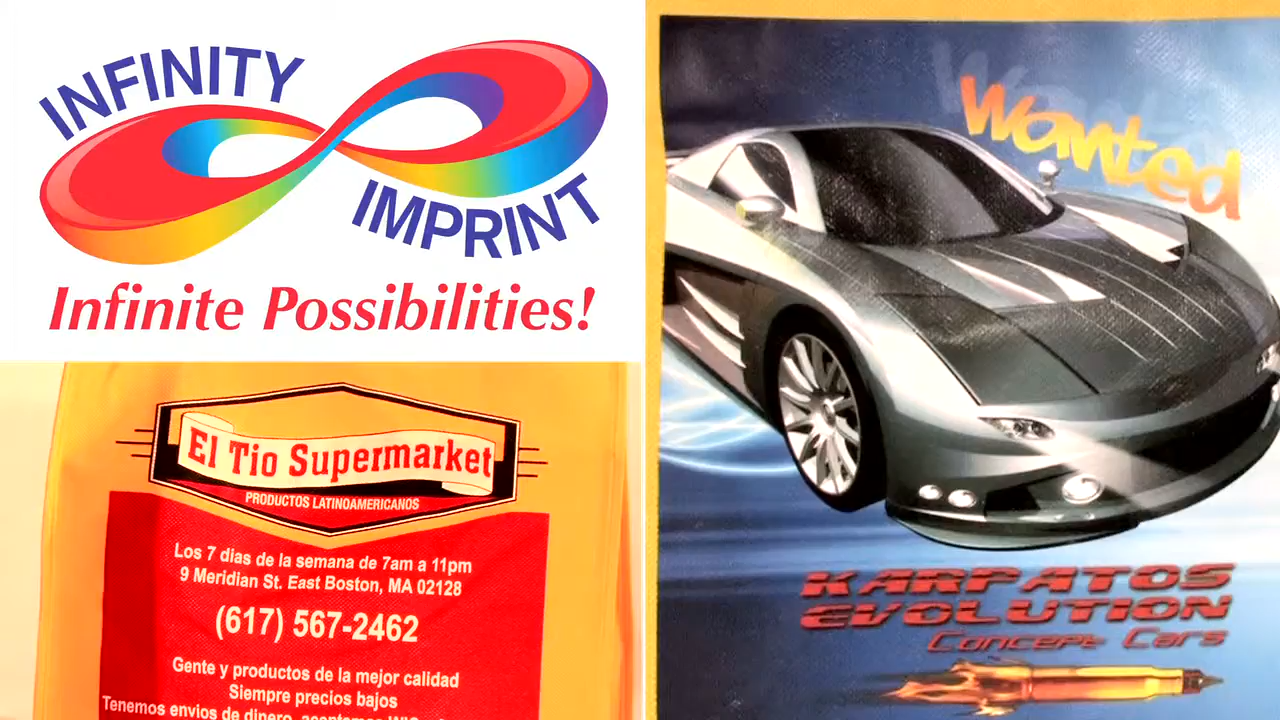 INFINITY
IMPRINT
Infinite Possibilities!
El Tio Supermarket
PRODUCTOS LATINOAMERICANOS
Los 7 dias de la semana de 7am a 11pm
9 Meridian St. East Boston, MA 02128
(617) 567-2462
Gente y productos de la mejor calidad
Siempre precios bajos
Tenemos envios de dinero, aceptamos WIC
Wanted
KARPATOS
EVOLUTION
Concept Cars